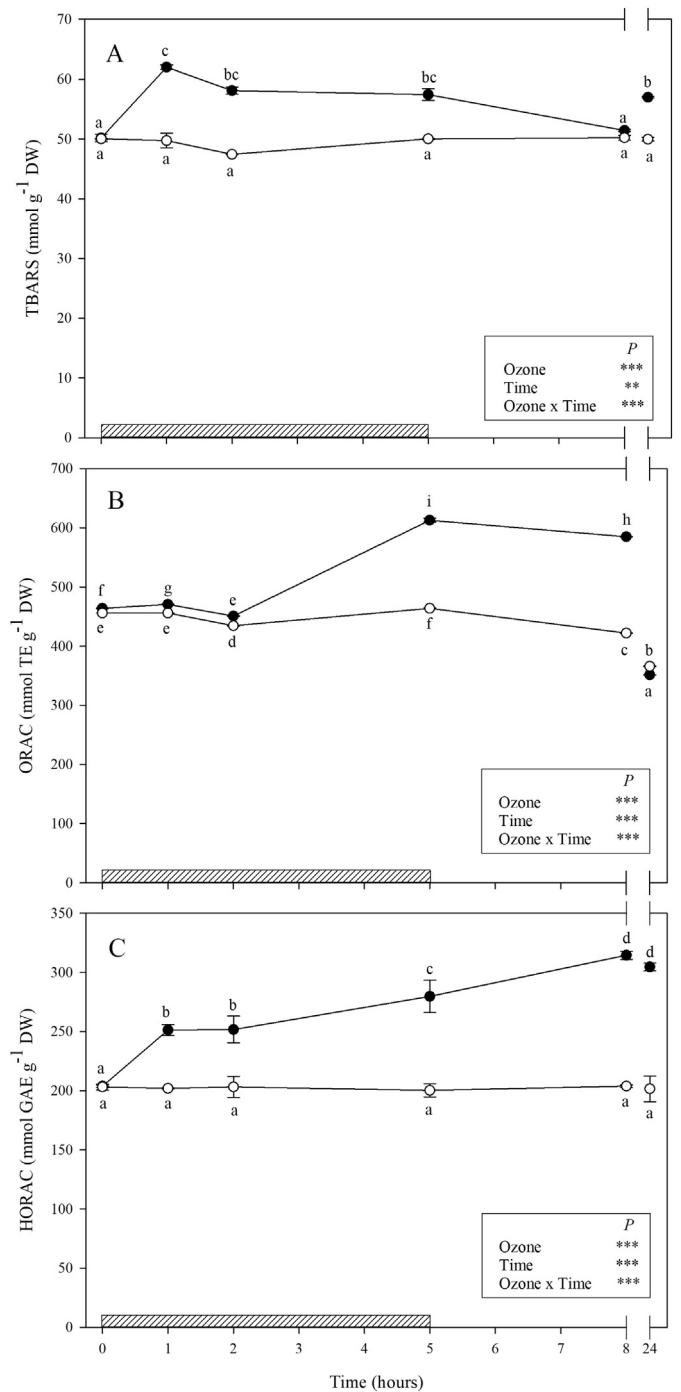 70
A
c
bc
bc
b
60
a
a
50
a
a
a
a
a
a
40
30
20
P
Ozone ***
Time **
Ozone x Time ***
10
0
TBARS (mmol g-1 DW)
700
B
i
h
600
f
g
e
500
e
e
d
f
c
b
400
a
300
200
P
Ozone ***
Time ***
Ozone x Time ***
100
0
ORAC (mmol TE g-1 DW)
350
C
d
d
c
300
b
b
250
a
200
a
a
a
a
a
a
150
100
P
Ozone ***
Time ***
Ozone x Time ***
50
0
HORAC (mmol GAE g-1 DW)
0 1 2 3 4 5 6 7 8 24
Time (hours)